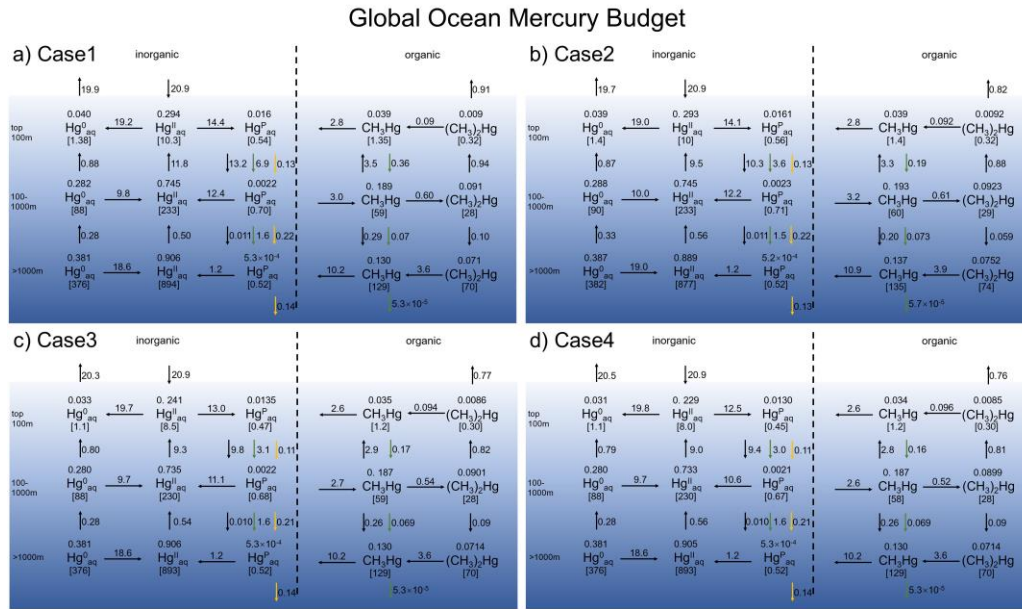 Global Ocean Mercury Budget
a) Case1
inorganic
organic
19.9
20.9
0.91
top
100m
0.040
0.294
0.016
0.039
0.009
Hg⁰aq
19.2
Hgᴵᴵaq
14.4
Hgᴾ
2.8
CH₃Hg
0.09
(CH₃)₂Hg
[1.38]
[10.3]
[0.54]
[1.35]
[0.32]
0.88
11.8
13.2
6.9
0.13
3.5
0.36
0.94
100-
1000m
0.282
0.745
0.0022
0. 189
0.091
Hg⁰aq
9.8
Hgᴵᴵaq
12.4
Hgᴾ
3.0
CH₃Hg
0.60
(CH₃)₂Hg
[88]
[233]
[0.70]
[59]
[28]
0.28
0.50
0.011
1.6
0.22
0.29
0.07
0.10
>1000m
0.381
0.906
5.3×10⁻⁴
0.130
0.071
Hg⁰aq
18.6
Hgᴵᴵaq
1.2
Hgᴾ
10.2
CH₃Hg
3.6
(CH₃)₂Hg
[376]
[894]
[0.52]
[129]
[70]
0.14
5.3×10⁻⁵
b) Case2
inorganic
organic
19.7
20.9
0.82
top
100m
0.039
0. 293
0.0161
0.039
0.0092
Hg⁰aq
19.0
Hgᴵᴵaq
14.1
Hgᴾ
2.8
CH₃Hg
0.092
(CH₃)₂Hg
[1.4]
[10]
[0.56]
[1.4]
[0.32]
0.87
9.5
10.3
3.6
0.13
3.3
0.19
0.88
100-
1000m
0.288
0.745
0.0023
0. 193
0.0923
Hg⁰aq
10.0
Hgᴵᴵaq
12.2
Hgᴾ
3.2
CH₃Hg
0.61
(CH₃)₂Hg
[90]
[233]
[0.71]
[60]
[29]
0.33
0.56
0.011
1.5
0.22
0.20
0.073
0.059
>1000m
0.387
0.889
5.2×10⁻⁴
0.137
0.0752
Hg⁰aq
19.0
Hgᴵᴵaq
1.2
Hgᴾ
10.9
CH₃Hg
3.9
(CH₃)₂Hg
[382]
[877]
[0.52]
[135]
[74]
0.13
5.7×10⁻⁵
c) Case3
inorganic
organic
20.3
20.9
0.77
top
100m
0.033
0. 241
0.0135
0.035
0.0086
Hg⁰aq
19.7
Hgᴵᴵaq
13.0
Hgᴾ
2.6
CH₃Hg
0.094
(CH₃)₂Hg
[1.1]
[8.5]
[0.47]
[1.2]
[0.30]
0.80
9.3
9.8
3.1
0.11
2.9
0.17
0.82
100-
1000m
0.280
0.735
0.0022
0. 187
0.0901
Hg⁰aq
9.7
Hgᴵᴵaq
11.1
Hgᴾ
2.7
CH₃Hg
0.54
(CH₃)₂Hg
[88]
[230]
[0.68]
[59]
[28]
0.28
0.54
0.010
1.6
0.21
0.26
0.069
0.09
>1000m
0.381
0.906
5.3×10⁻⁴
0.130
0.0714
Hg⁰aq
18.6
Hgᴵᴵaq
1.2
Hgᴾ
10.2
CH₃Hg
3.6
(CH₃)₂Hg
[376]
[893]
[0.52]
[129]
[70]
0.14
5.3×10⁻⁵
d) Case4
inorganic
organic
20.5
20.9
0.76
top
100m
0.031
0. 229
0.0130
0.034
0.0085
Hg⁰aq
19.8
Hgᴵᴵaq
12.5
Hgᴾ
2.6
CH₃Hg
0.096
(CH₃)₂Hg
[1.1]
[8.0]
[0.45]
[1.2]
[0.30]
0.79
9.0
9.4
3.0
0.11
2.8
0.16
0.81
100-
1000m
0.280
0.733
0.0021
0. 187
0.0899
Hg⁰aq
9.7
Hgᴵᴵaq
10.6
Hgᴾ
2.6
CH₃Hg
0.52
(CH₃)₂Hg
[88]
[230]
[0.67]
[58]
[28]
0.28
0.56
0.010
1.6
0.21
0.26
0.069
0.09
>1000m
0.381
0.905
5.3×10⁻⁴
0.130
0.0714
Hg⁰aq
18.6
Hgᴵᴵaq
1.2
Hgᴾ
10.2
CH₃Hg
3.6
(CH₃)₂Hg
[376]
[893]
[0.52]
[129]
[70]
0.14
5.3×10⁻⁵